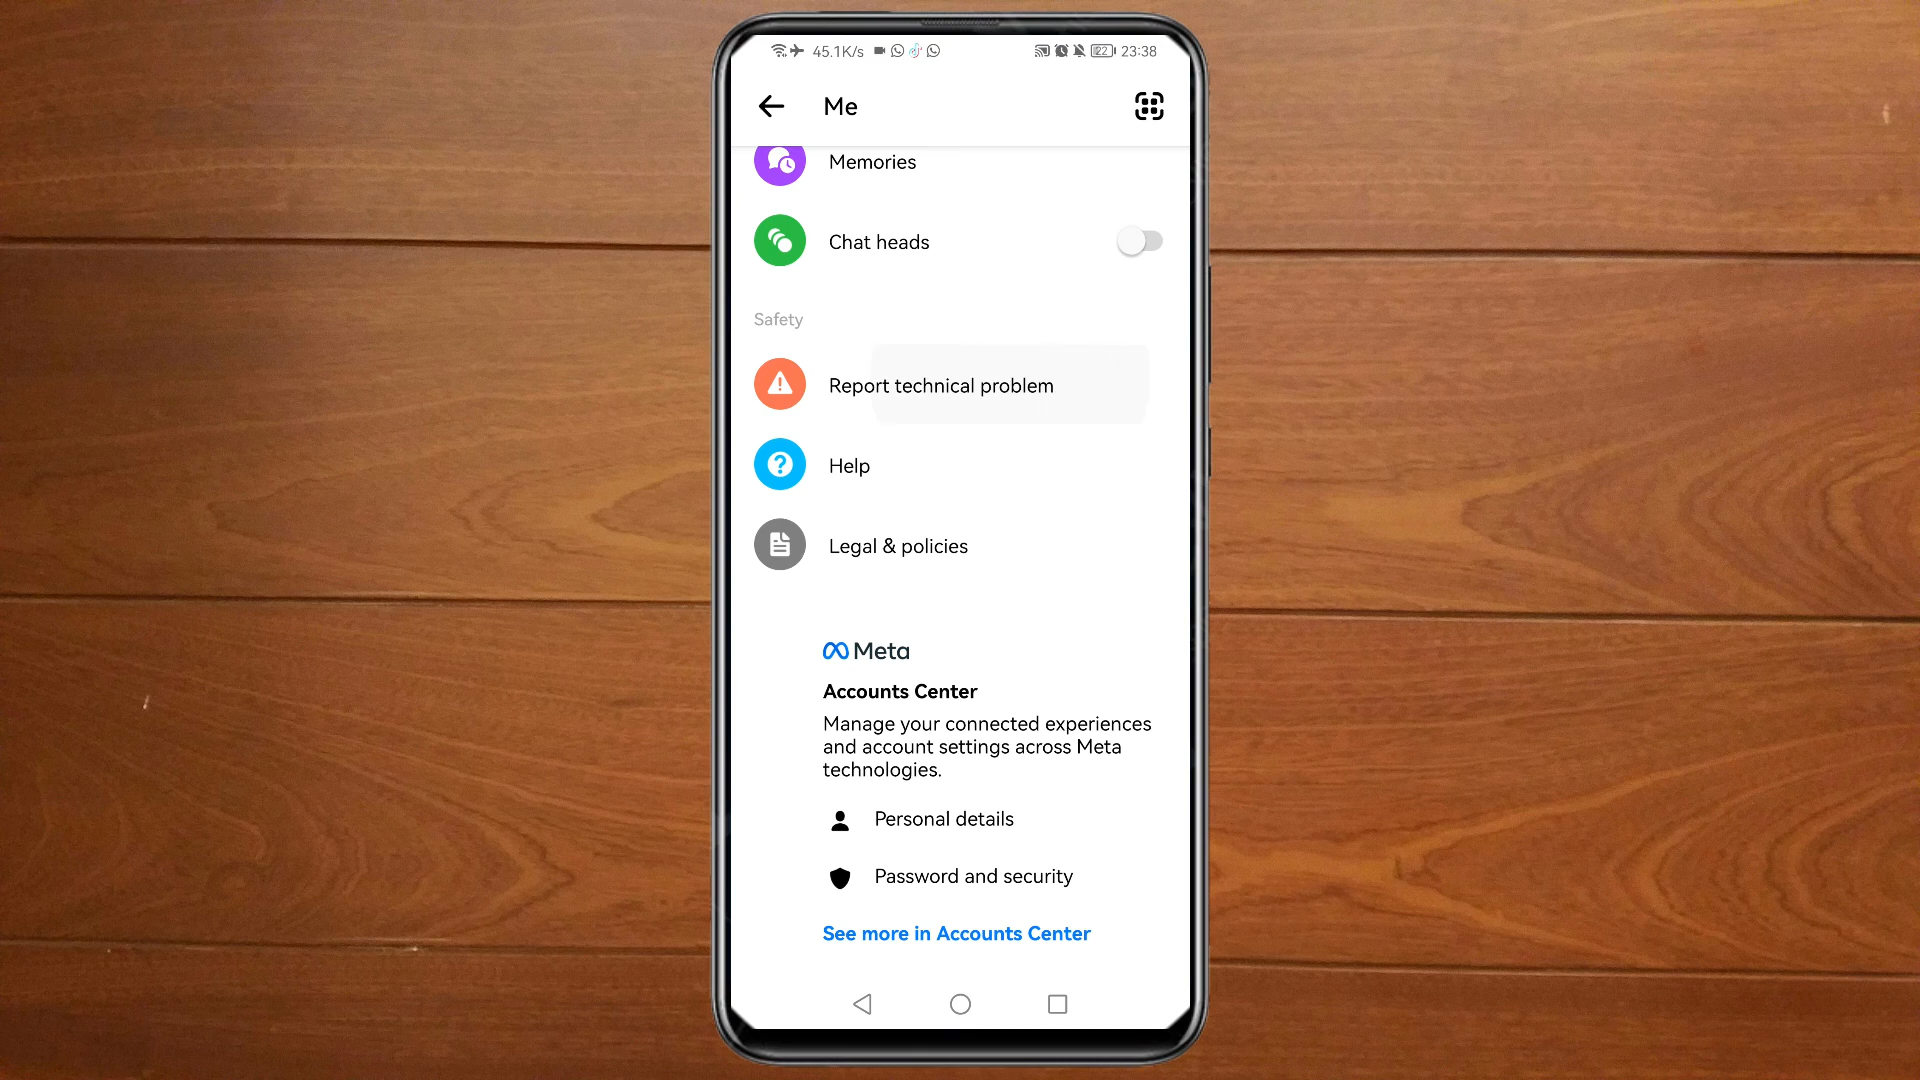 45.1K/s 22 23:38
Me
Memories
Chat heads
Safety
Report technical problem
Help
Legal & policies
Meta
Accounts Center
Manage your connected experiences
and account settings across Meta
technologies.
Personal details
Password and security
See more in Accounts Center